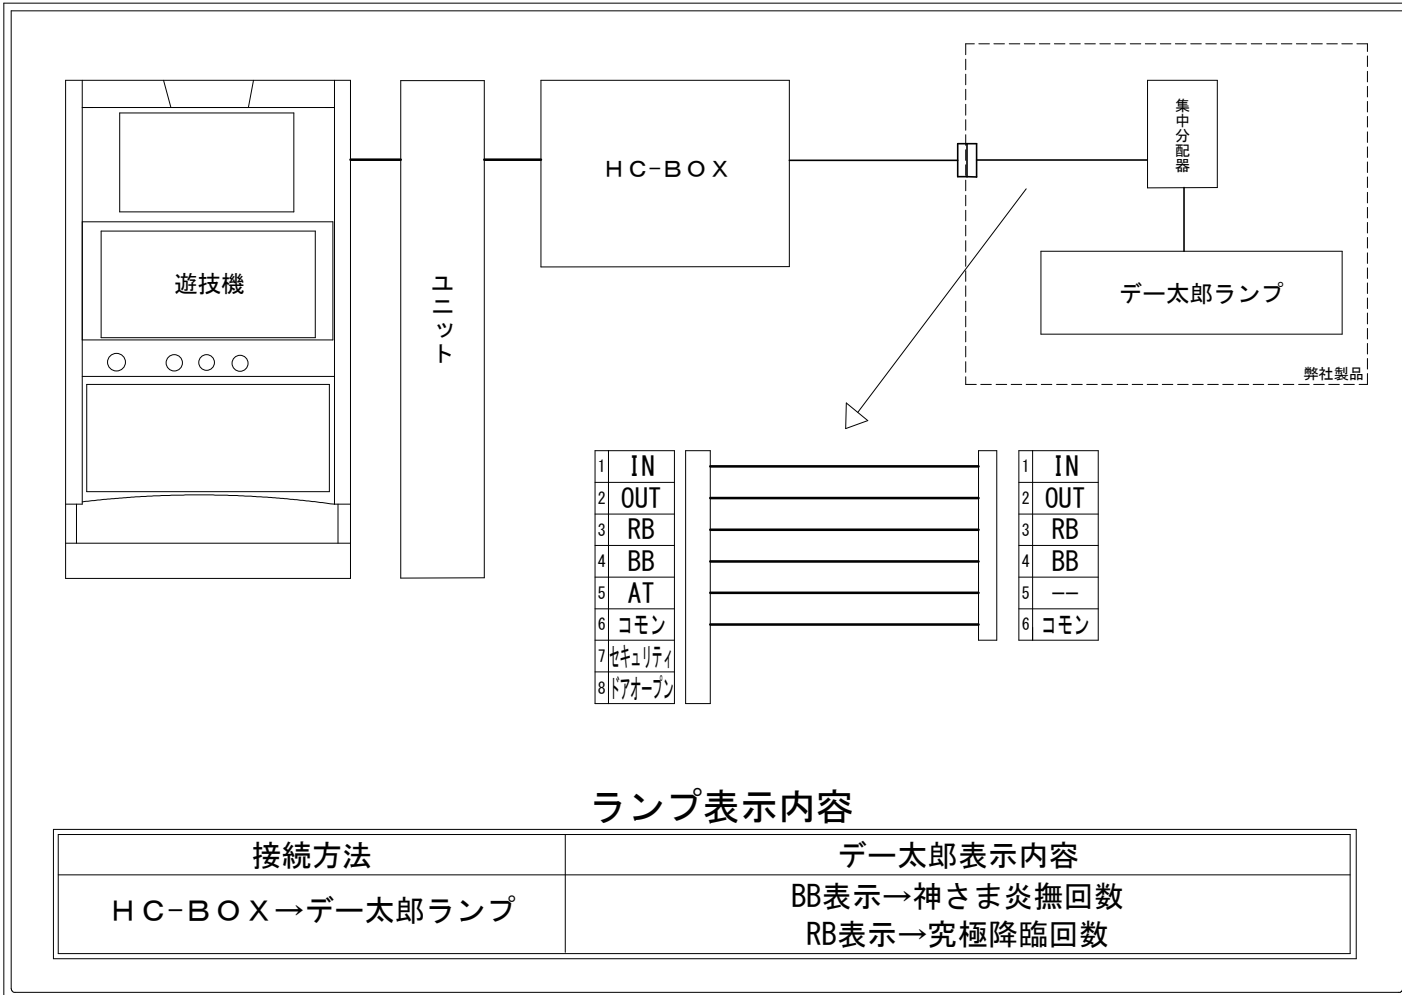 遊技機
ユニット
HC-BOX
集中分配器
デー太郎ランプ
弊社製品
1 IN
2 OUT
3 RB
4 BB
5 AT
6 コモン
7 セキュリティ
8 ドアオープン
1 IN
2 OUT
3 RB
4 BB
5 --
6 コモン
ランプ表示内容
接続方法 デー太郎表示内容
HC-BOX→デー太郎ランプ
BB表示→神さま炎撫回数
RB表示→究極降臨回数